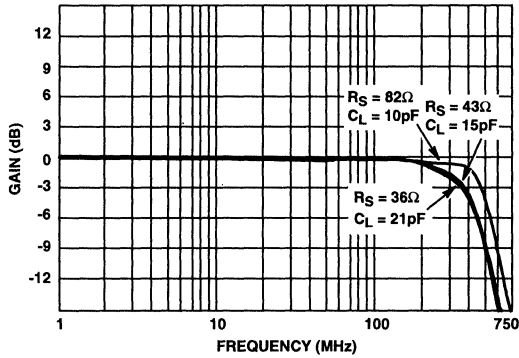 12
9
6
3
0
-3
-6
-9
-12
GAIN (dB)
RS = 82Ω
CL = 10pF
RS = 43Ω
CL = 15pF
RS = 36Ω
CL = 21pF
1
10
100
750
FREQUENCY (MHz)